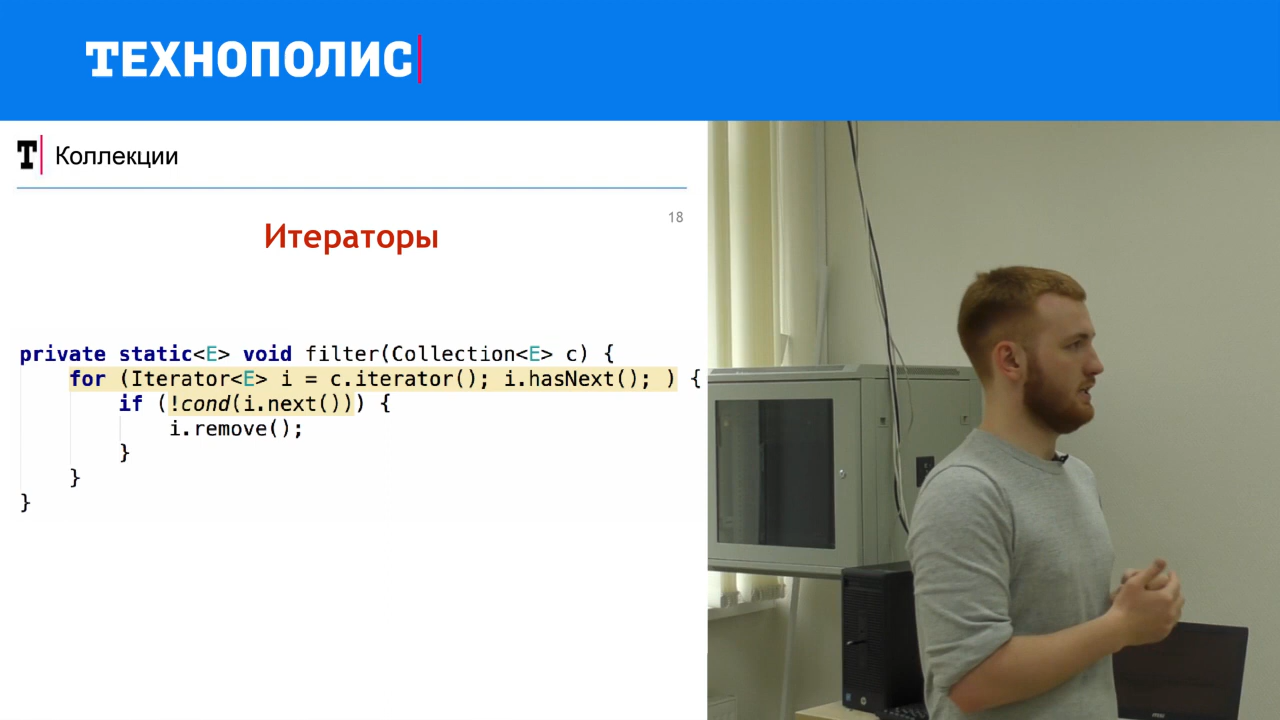 ТЕХНОПОЛИС
Т Коллекции
18
Итераторы
private static<E> void filter(Collection<E> c) {
for (Iterator<E> i = c.iterator(); i.hasNext(); ) {
if (!cond(i.next())) {
i.remove();
}
}
}